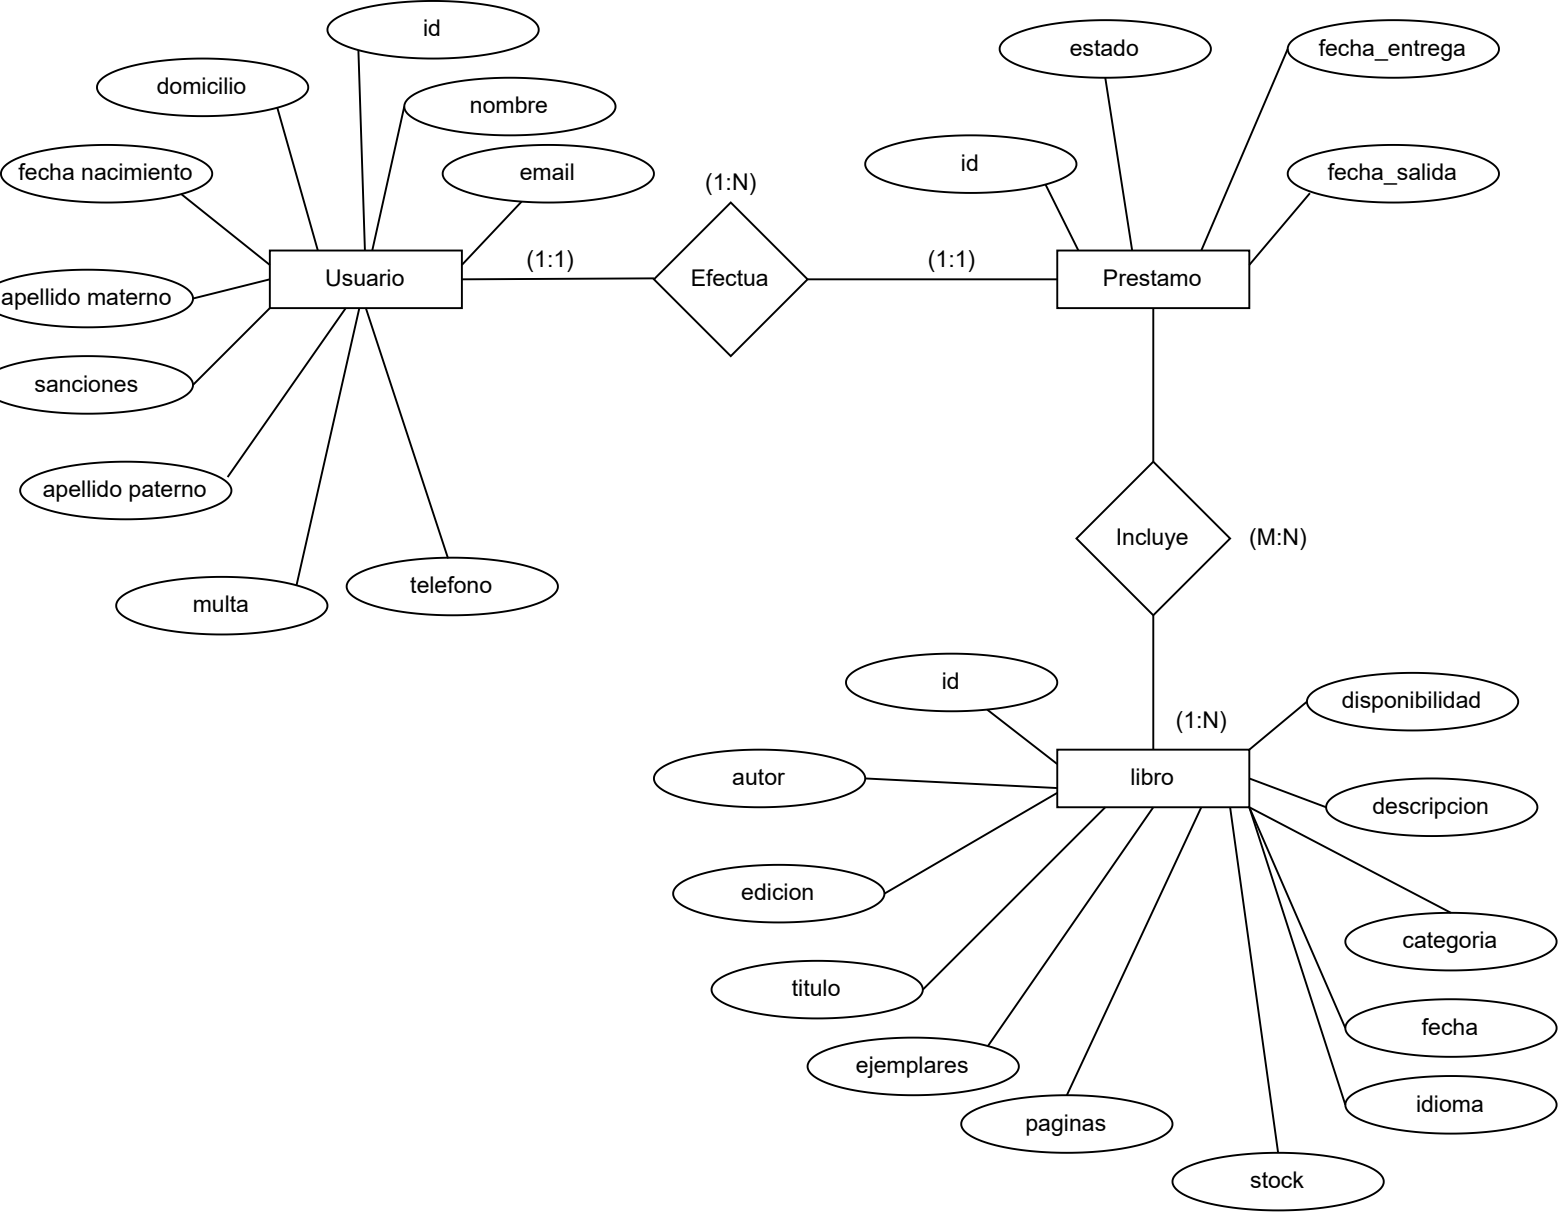 id
estado
fecha_entrega
domicilio
nombre
fecha nacimiento
email
id
fecha_salida
(1:N)
(1:1)
(1:1)
Usuario
Efectua
Prestamo
apellido materno
sanciones
apellido paterno
Incluye
(M:N)
multa
telefono
id
disponibilidad
(1:N)
autor
libro
descripcion
edicion
categoria
titulo
fecha
ejemplares
idioma
paginas
stock